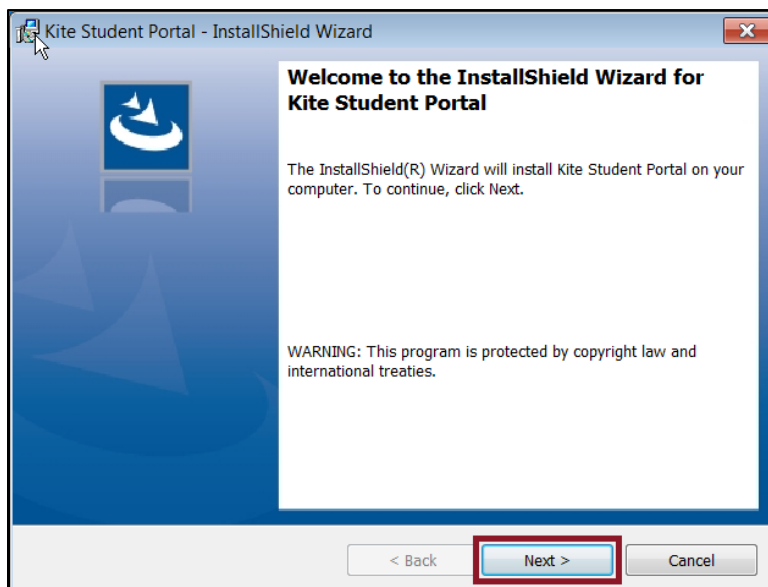 Kite Student Portal - InstallShield Wizard
Welcome to the InstallShield Wizard for
Kite Student Portal
The InstallShield(R) Wizard will install Kite Student Portal on your
computer. To continue, click Next.
WARNING: This program is protected by copyright law and
international treaties.
< Back Next > Cancel